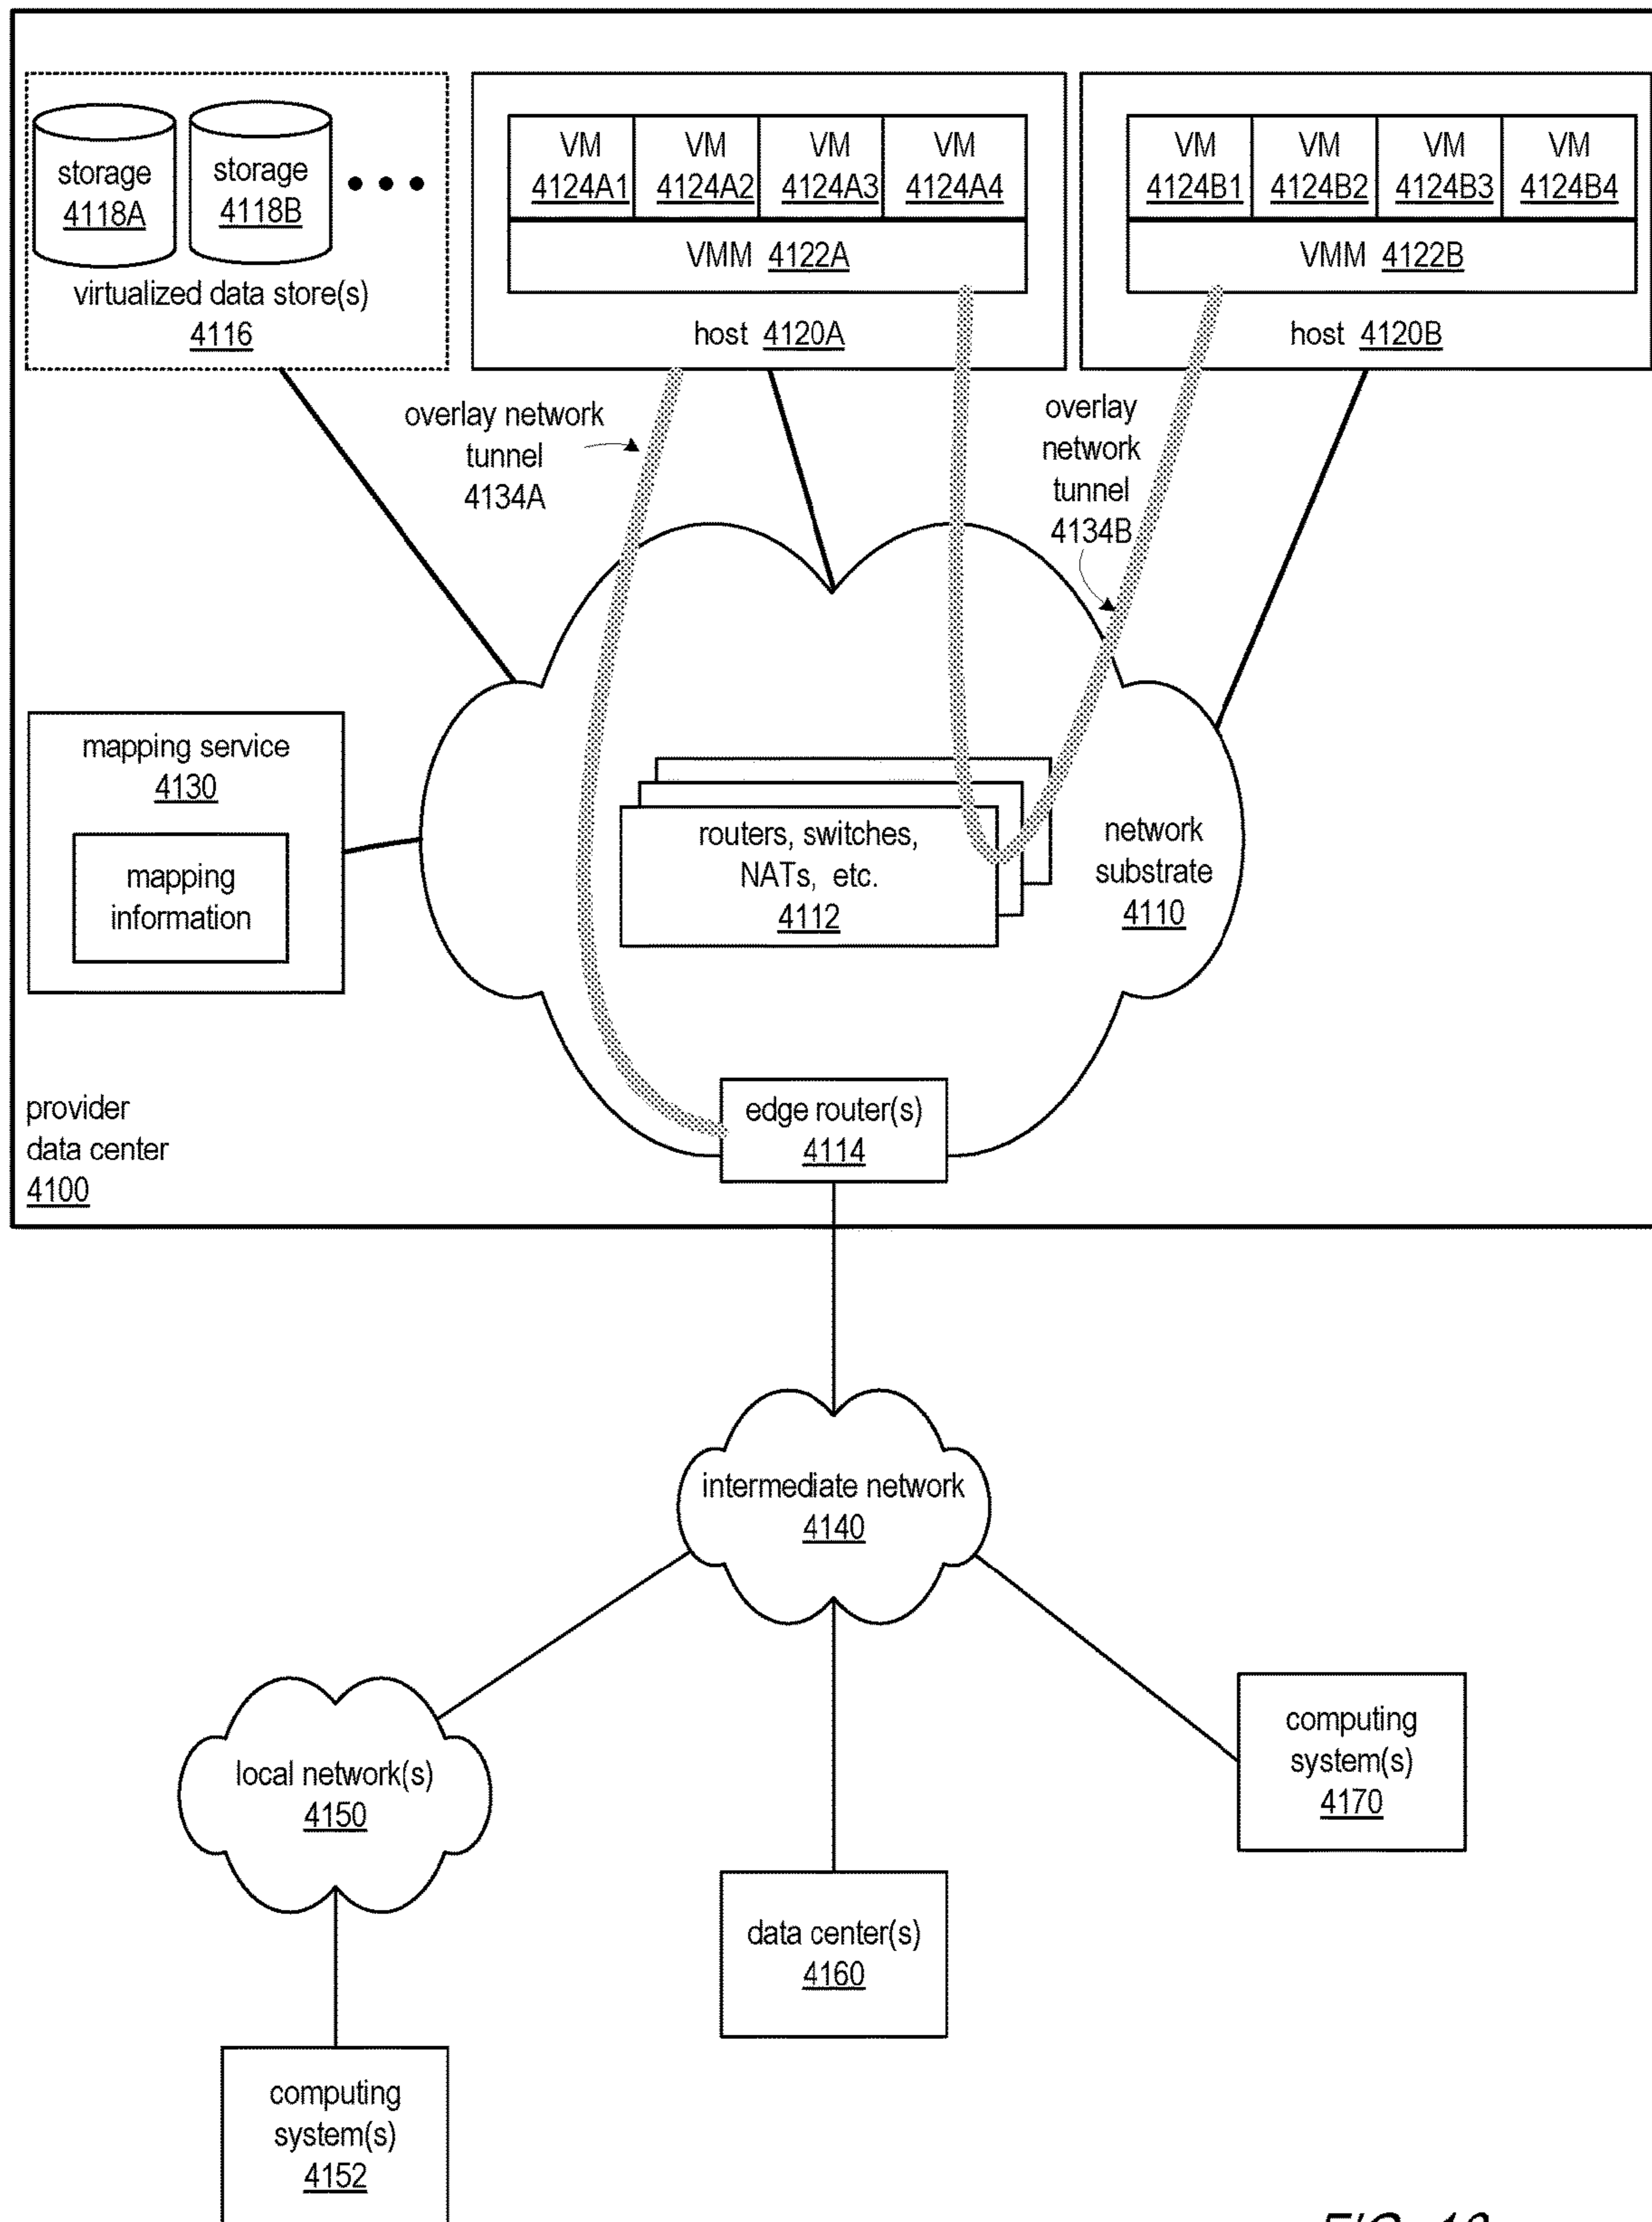 storage
4118A
storage
4118B
virtualized data store(s)
4116
VM
4124A1
VM
4124A2
VM
4124A3
VM
4124A4
VMM 4122A
host 4120A
VM
4124B1
VM
4124B2
VM
4124B3
VM
4124B4
VMM 4122B
host 4120B
overlay network
tunnel
4134A
overlay
network
tunnel
4134B
mapping service
4130
mapping
information
routers, switches,
NATs, etc.
4112
network
substrate
4110
edge router(s)
4114
provider
data center
4100
intermediate network
4140
local network(s)
4150
computing
system(s)
4170
data center(s)
4160
computing
system(s)
4152